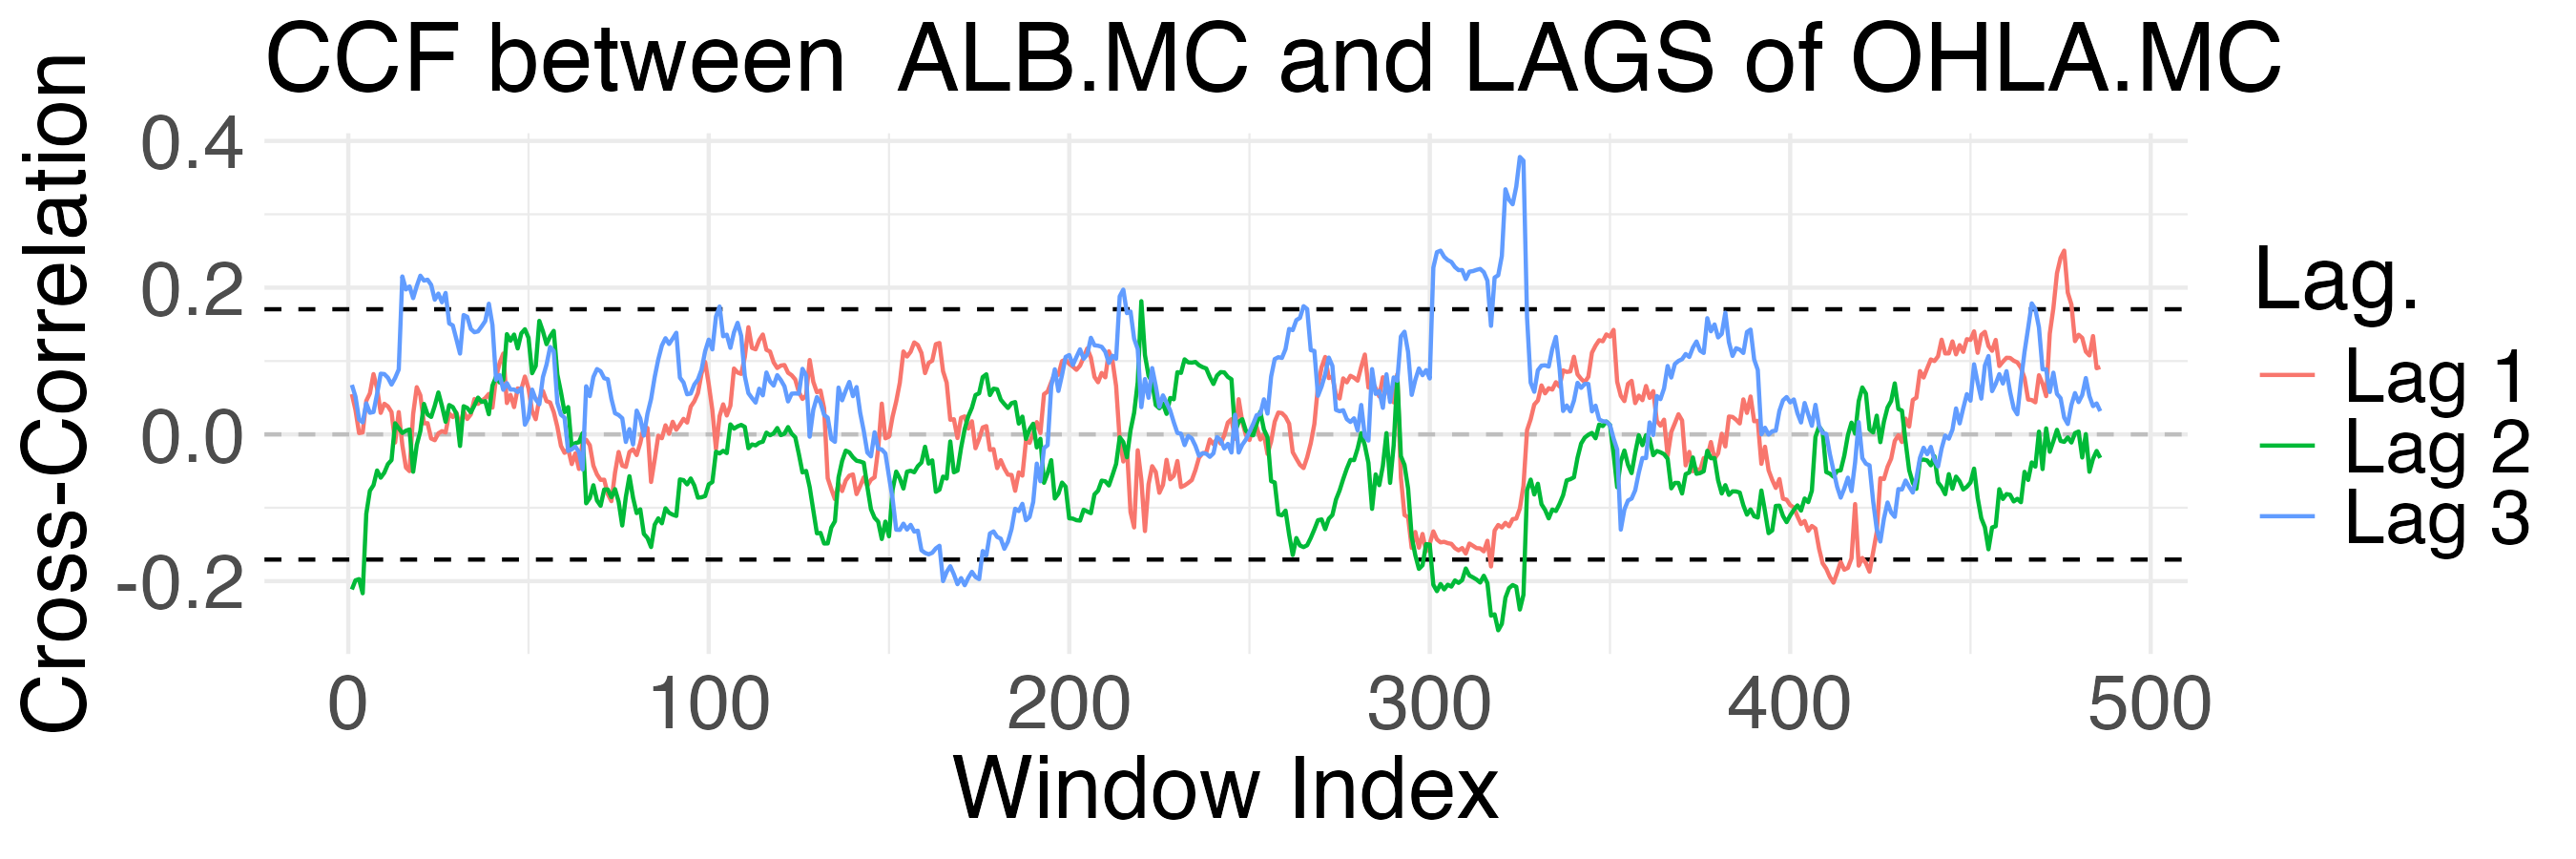 CCF between  ALB.MC and LAGS of OHLA.MC
Cross-Correlation
0.4
0.2
0.0
-0.2
0 100 200 300 400 500
Window Index
Lag.
Lag 1
Lag 2
Lag 3